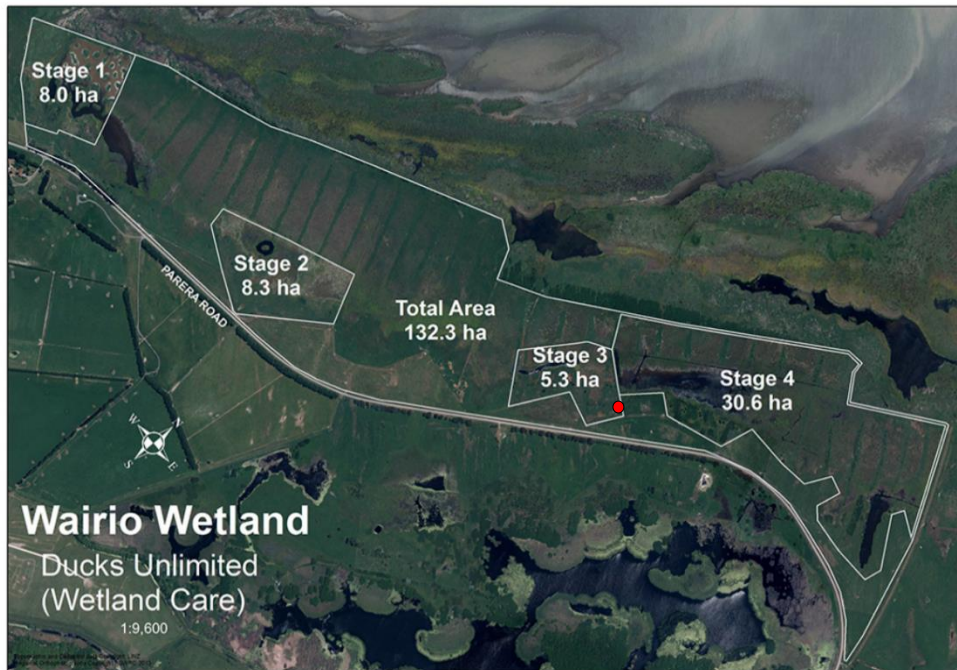 Stage 1
8.0 ha
Stage 2
8.3 ha
PARERA ROAD
Total Area
132.3 ha
Stage 3
5.3 ha
Stage 4
30.6 ha
N
W
E
S
Wairio Wetland
Ducks Unlimited
(Wetland Care)
1:9,600